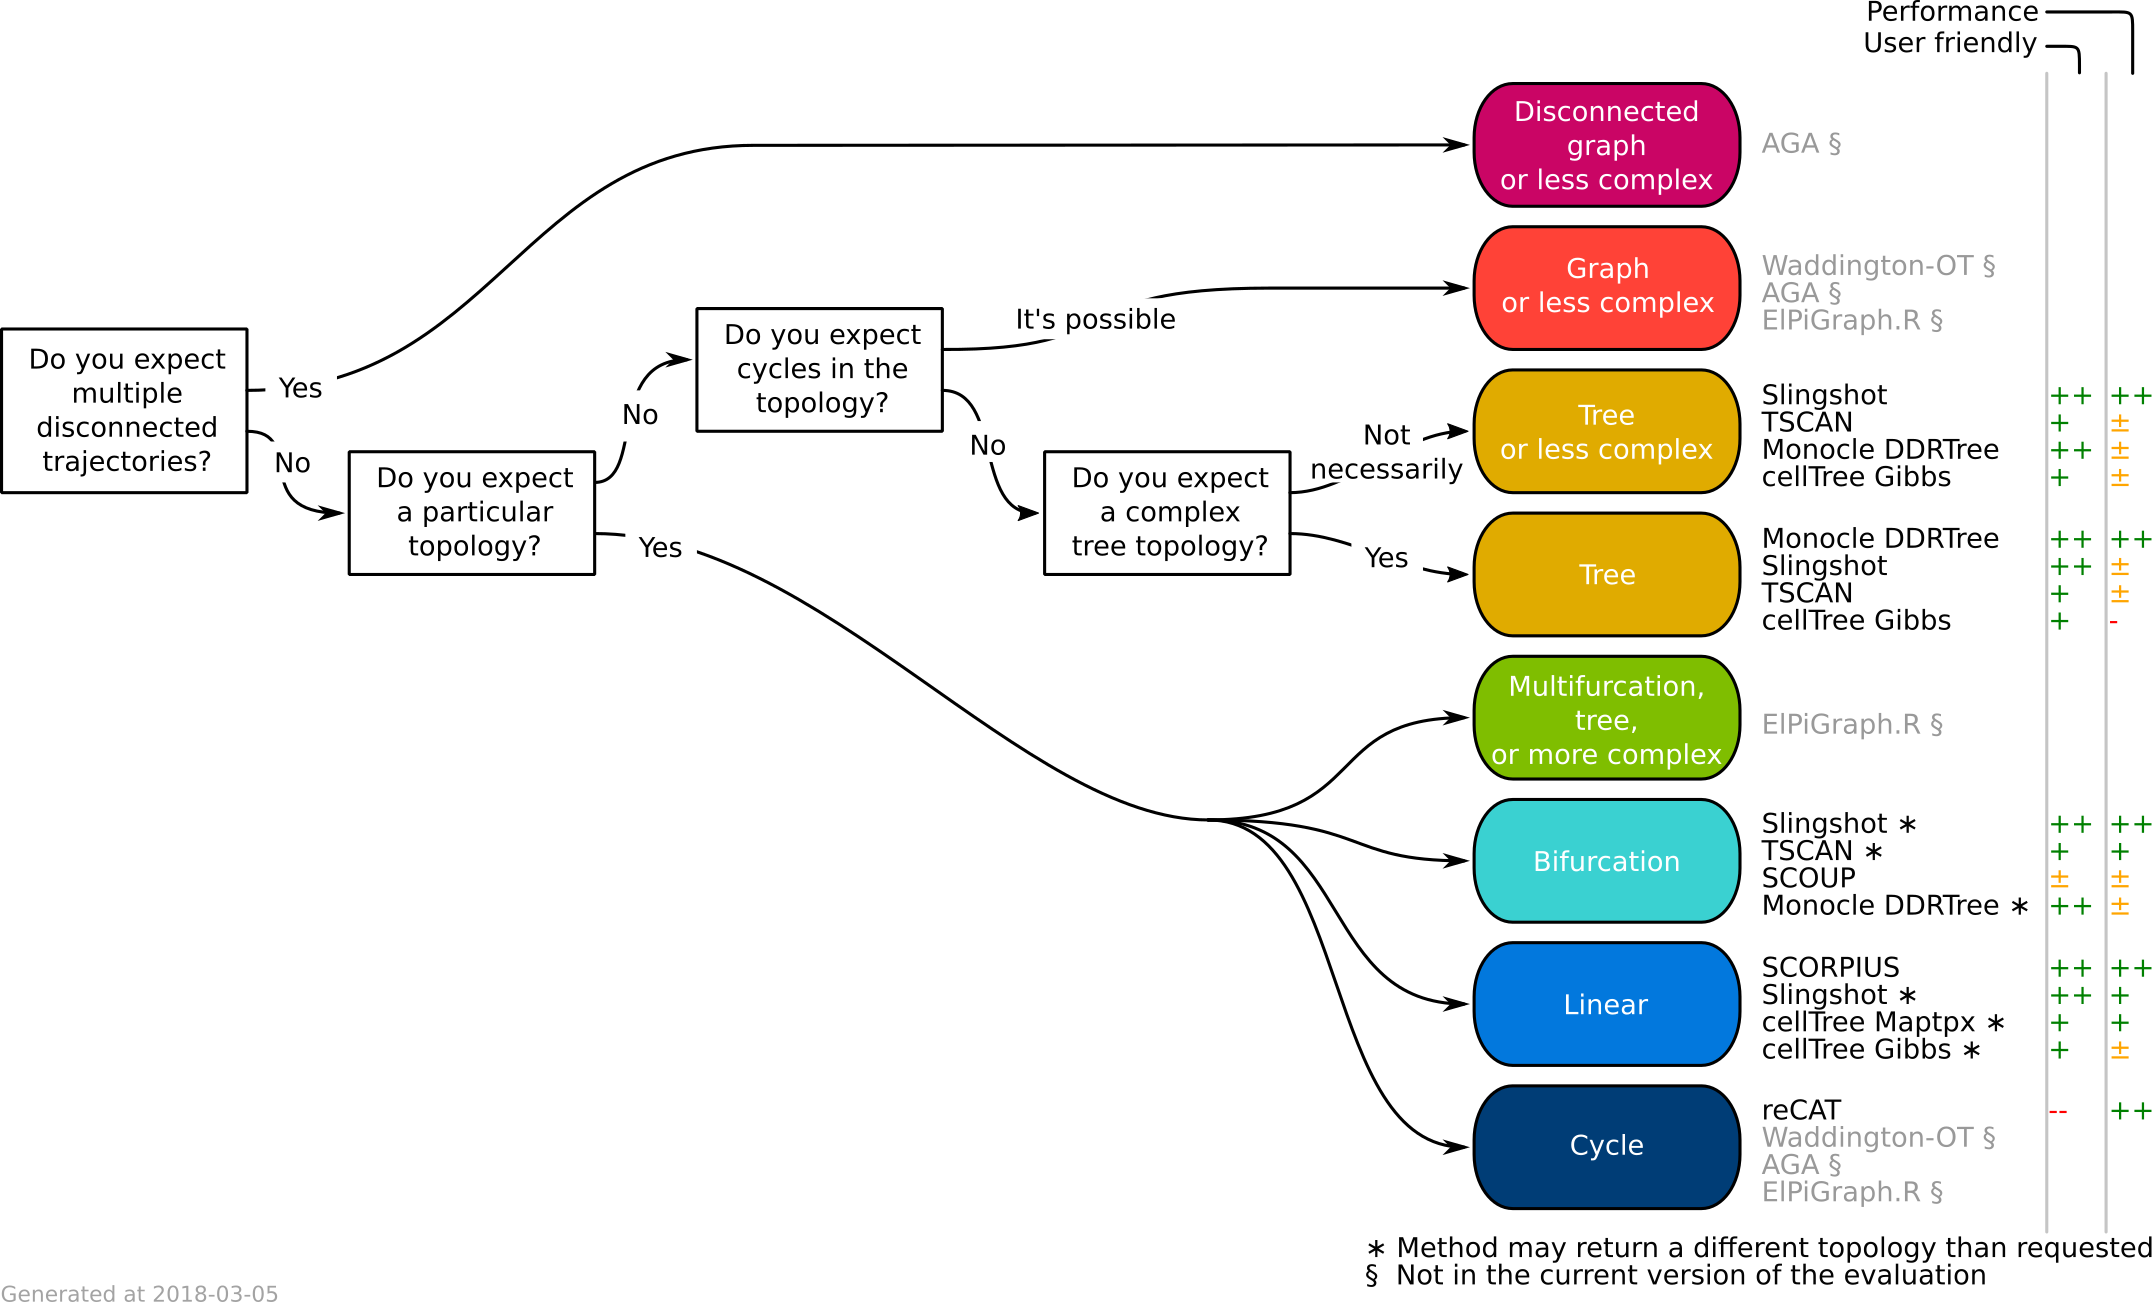 Performance
User friendly
Disconnected
graph
or less complex
AGA §
Graph
or less complex
Waddington-OT §
AGA §
ElPiGraph.R §
Do you expect
multiple
disconnected
trajectories?
Yes
No
Do you expect
a particular
topology?
No
Yes
Do you expect
cycles in the
topology?
It's possible
No
Do you expect
a complex
tree topology?
Not
necessarily
Yes
Tree
or less complex
Slingshot ++ ++
TSCAN + ±
Monocle DDRTree ++ ±
cellTree Gibbs + ±
Tree
Monocle DDRTree ++ ++
Slingshot ++ ±
TSCAN + ±
cellTree Gibbs + -
Multifurcation,
tree,
or more complex
ElPiGraph.R §
Bifurcation
Slingshot ∗ ++ ++
TSCAN ∗ + +
SCOUP ± ±
Monocle DDRTree ∗ ++ ±
Linear
SCORPIUS ++ ++
Slingshot ∗ ++ +
cellTree Maptpx ∗ + +
cellTree Gibbs ∗ + ±
Cycle
reCAT -- ++
Waddington-OT §
AGA §
ElPiGraph.R §
∗ Method may return a different topology than requested
§ Not in the current version of the evaluation
Generated at 2018-03-05